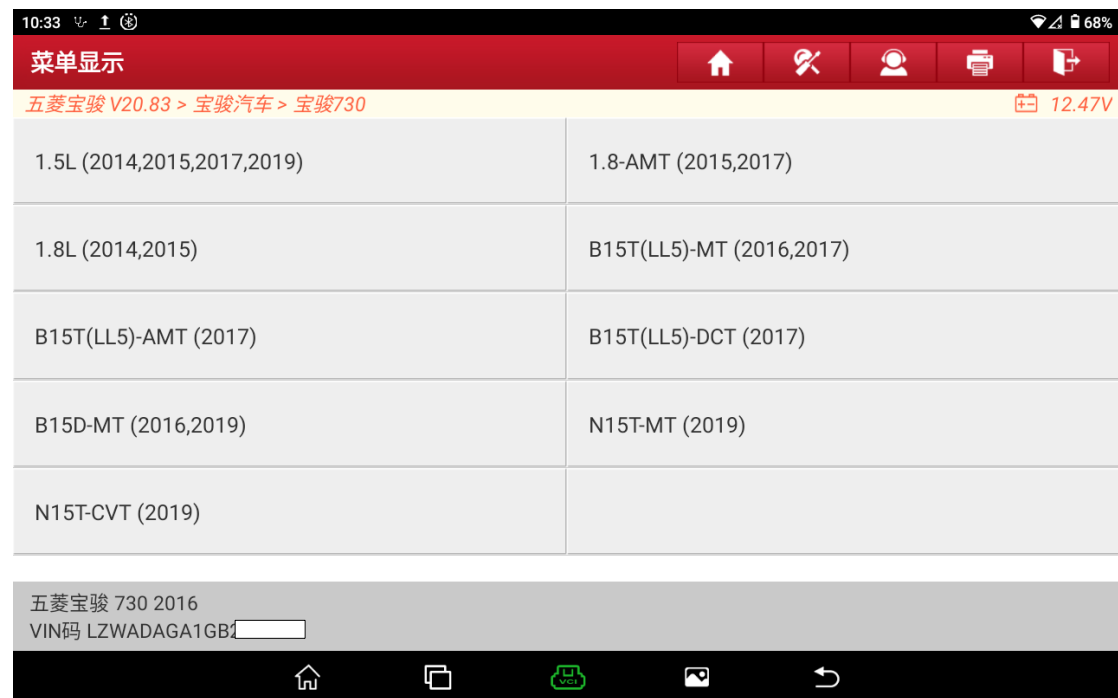 10:33 68%
菜单显示
五菱宝骏 V20.83 > 宝骏汽车 > 宝骏730 12.47V
1.5L (2014,2015,2017,2019) 1.8-AMT (2015,2017)
1.8L (2014,2015) B15T(LL5)-MT (2016,2017)
B15T(LL5)-AMT (2017) B15T(LL5)-DCT (2017)
B15D-MT (2016,2019) N15T-MT (2019)
N15T-CVT (2019)
五菱宝骏 730 2016
VIN码 LZWADAGA1GB2
VCI